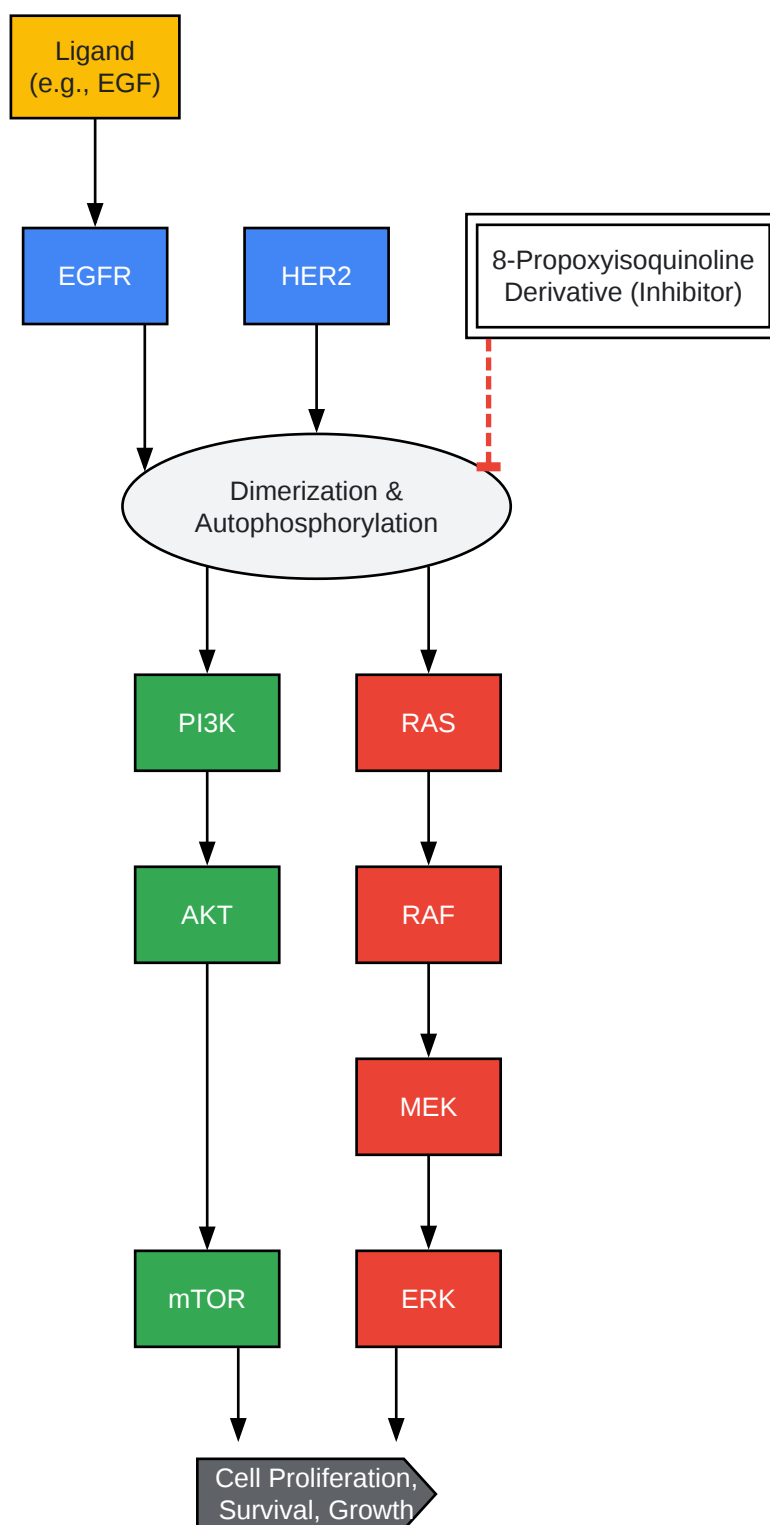 Ligand
(e.g., EGF)
EGFR
HER2
8-Propoxyisoquinoline
Derivative (Inhibitor)
Dimerization &
Autophosphorylation
PI3K
RAS
AKT
RAF
MEK
mTOR
ERK
Cell Proliferation,
Survival, Growth